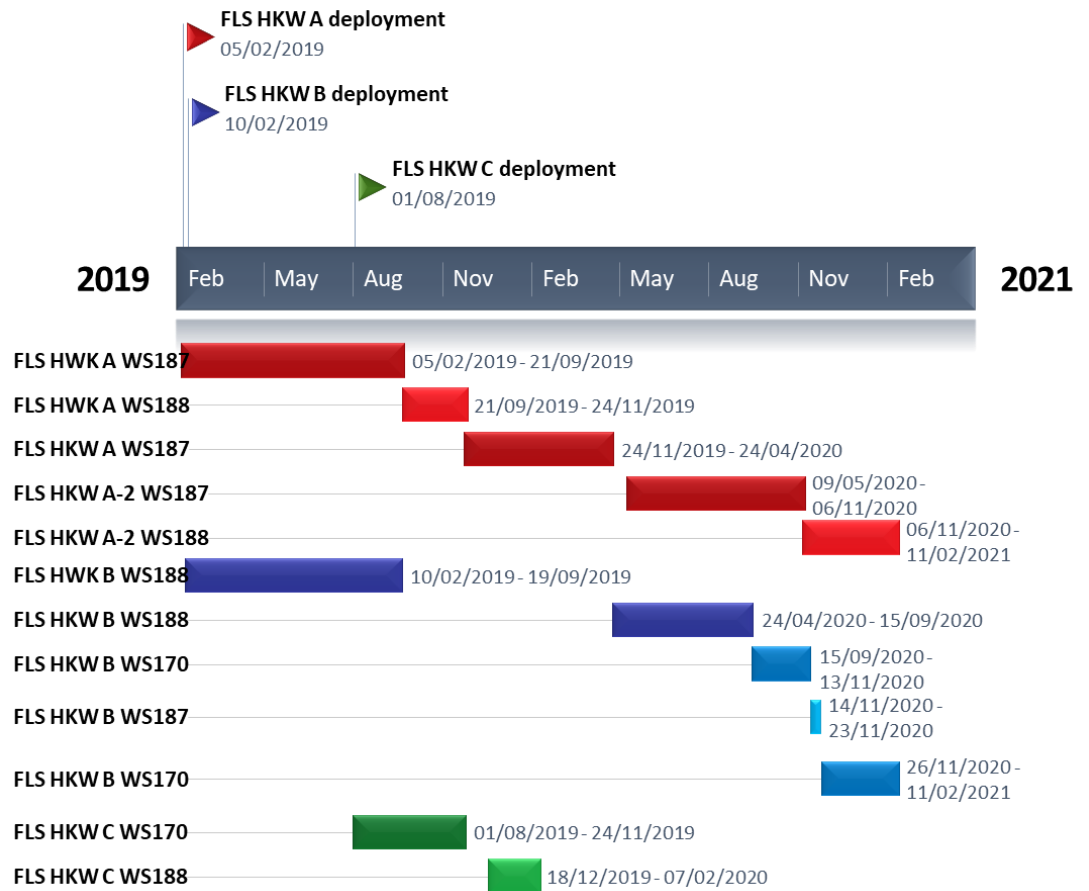 FLS HKW A deployment
05/02/2019
FLS HKW B deployment
10/02/2019
FLS HKW C deployment
01/08/2019
2019 Feb May Aug Nov Feb May Aug Nov Feb 2021
FLS HWK A WS187 05/02/2019 - 21/09/2019
FLS HWK A WS188 21/09/2019 - 24/11/2019
FLS HKW A WS187 24/11/2019 - 24/04/2020
FLS HKW A-2 WS187 09/05/2020 -
06/11/2020
FLS HKW A-2 WS188 06/11/2020 -
11/02/2021
FLS HWK B WS188 10/02/2019 - 19/09/2019
FLS HKW B WS188 24/04/2020 - 15/09/2020
FLS HKW B WS170 15/09/2020 -
13/11/2020
FLS HKW B WS187 14/11/2020 -
23/11/2020
FLS HKW B WS170 26/11/2020 -
11/02/2021
FLS HKW C WS170 01/08/2019 - 24/11/2019
FLS HKW C WS188 18/12/2019 - 07/02/2020